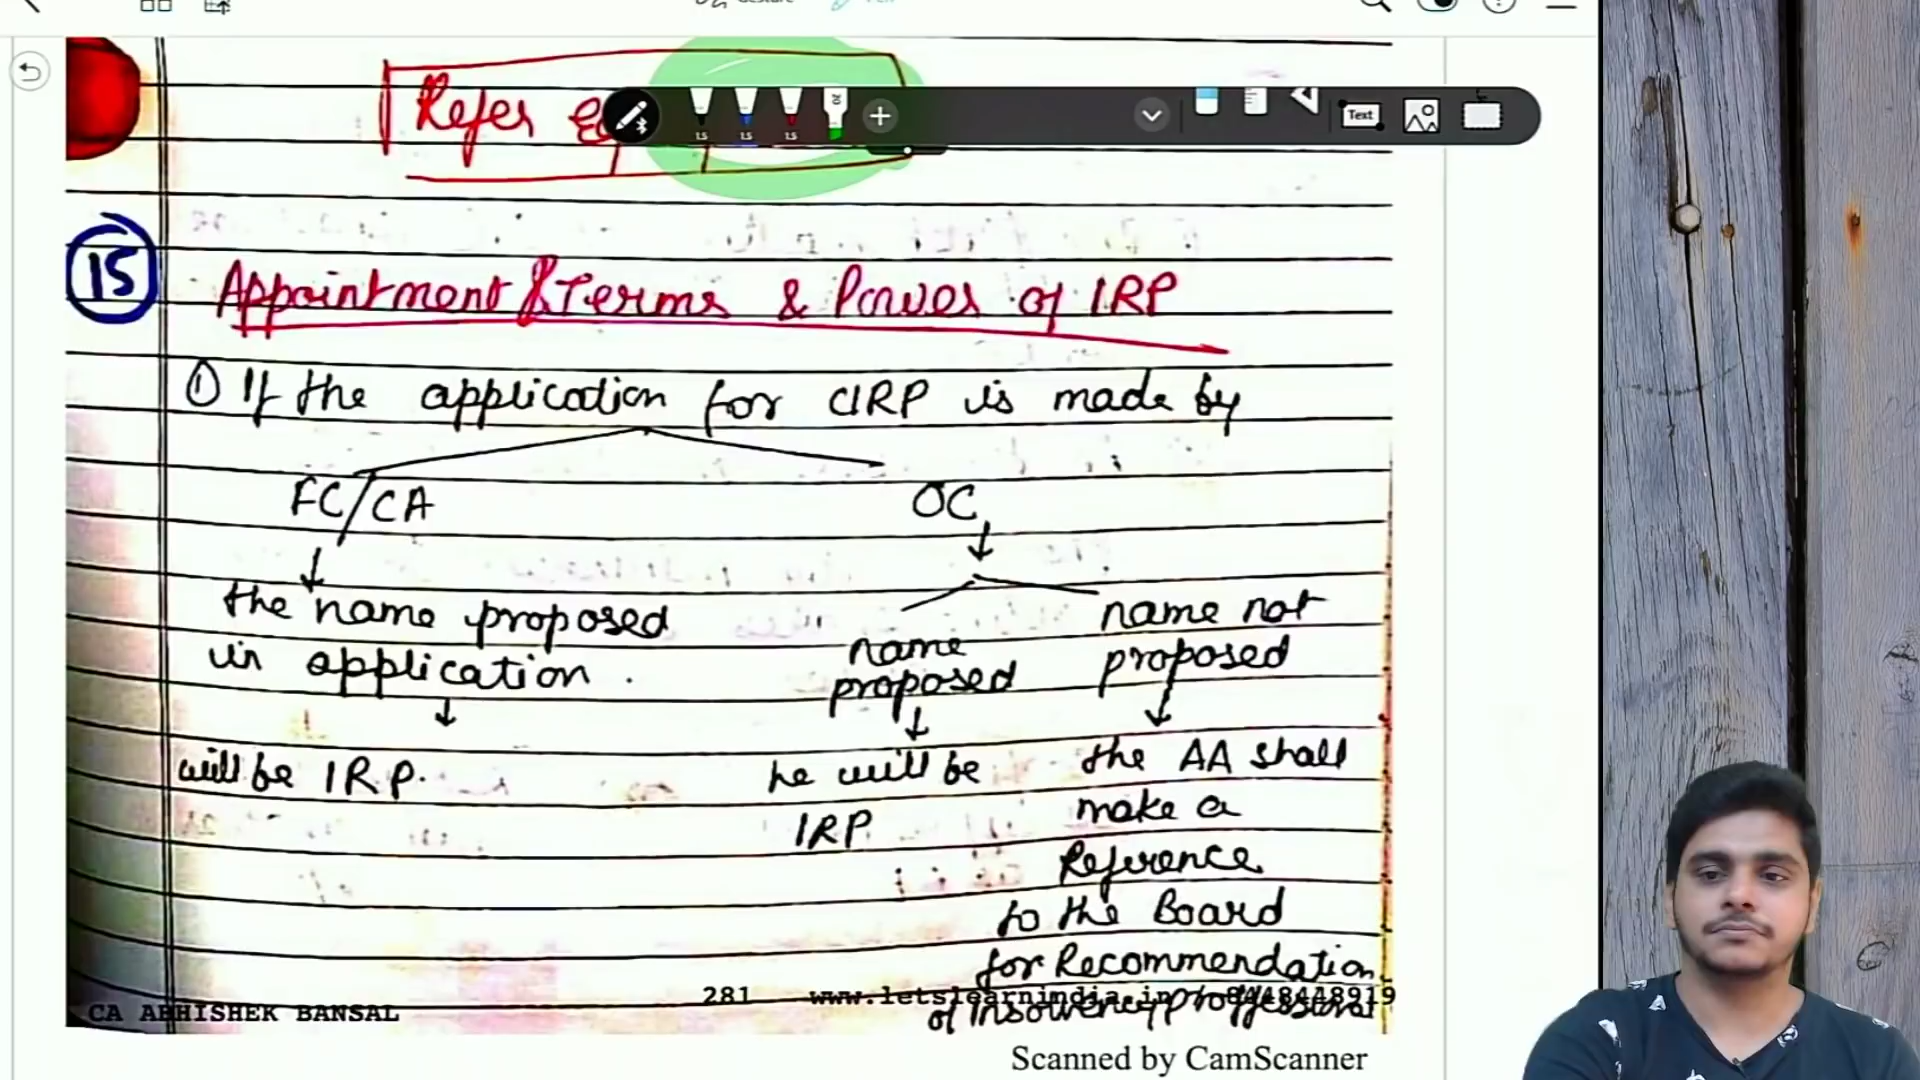 Refer
Text
15
Appointment & Terms & Power of IRP
① If the application for CIRP is made by
FC/CA
OC
the name proposed
in application.
will be IRP.
name
proposed
he will be
IRP
name not
proposed
the AA shall
make a
Reference
to the Board
for Recommendation
of Insolvency
CA ABHISHEK BANSAL
281
www.letslearnindia.in
Scanned by CamScanner